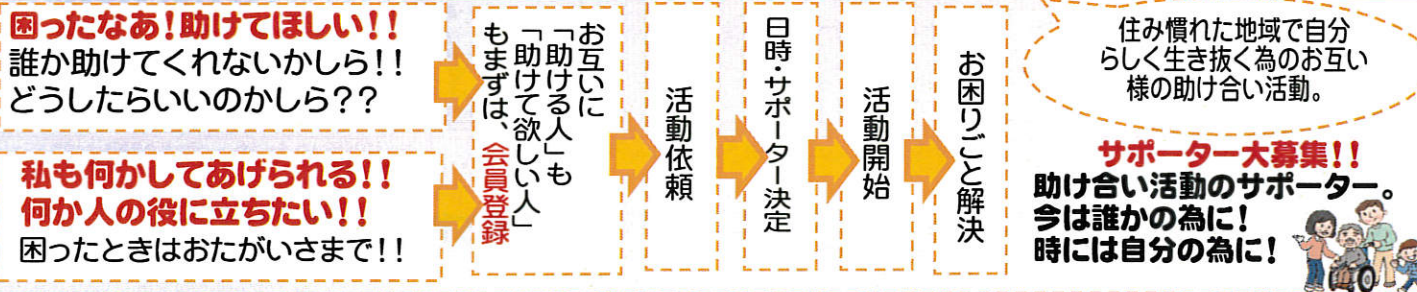 困ったなあ！助けてほしい！！
誰か助けてくれないかしら！！
どうしたらいいのかしら？？
私も何かしてあげられる！！
何か人の役に立ちたい！！
困ったときはおたがいさまで！！
お互いに
「助ける人」も
「助けて欲しい人」
もまずは、会員登録
活動依頼
日時・サポーター決定
活動開始
お困りごと解決
住み慣れた地域で自分
らしく生き抜く為のお互い
様の助け合い活動。
サポーター大募集！！
助け合い活動のサポーター。
今は誰かの為に！
時には自分の為に！